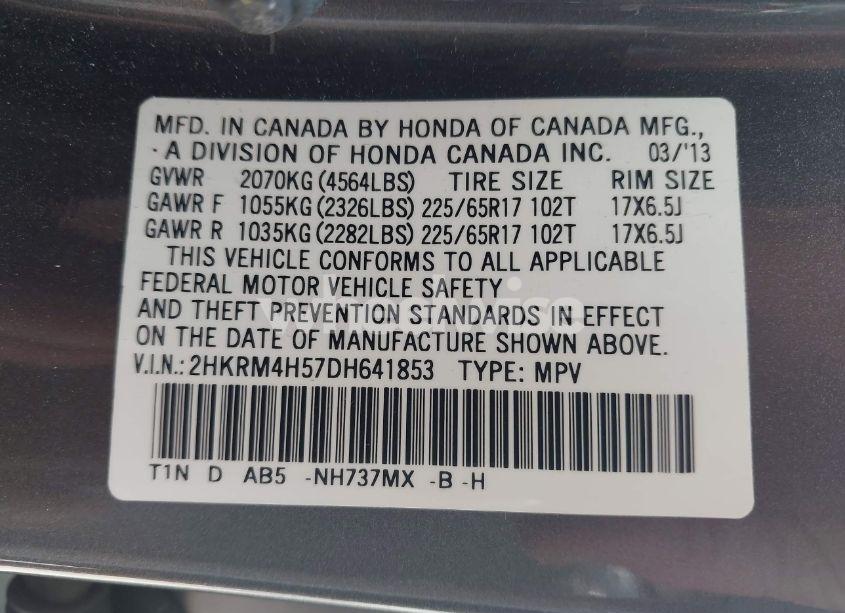 MFD. IN CANADA BY HONDA OF CANADA MFG.,
A DIVISION OF HONDA CANADA INC. 03/'13
GVWR 2070KG (4564LBS) TIRE SIZE RIM SIZE
GAWR F 1055KG (2326LBS) 225/65R17 102T 17X6.5J
GAWR R 1035KG (2282LBS) 225/65R17 102T 17X6.5J
THIS VEHICLE CONFORMS TO ALL APPLICABLE
FEDERAL MOTOR VEHICLE SAFETY
AND THEFT PREVENTION STANDARDS IN EFFECT
ON THE DATE OF MANUFACTURE SHOWN ABOVE.
V.I.N.: 2HKRM4H57DH641853 TYPE: MPV
T1N D AB5 -NH737MX -B -H